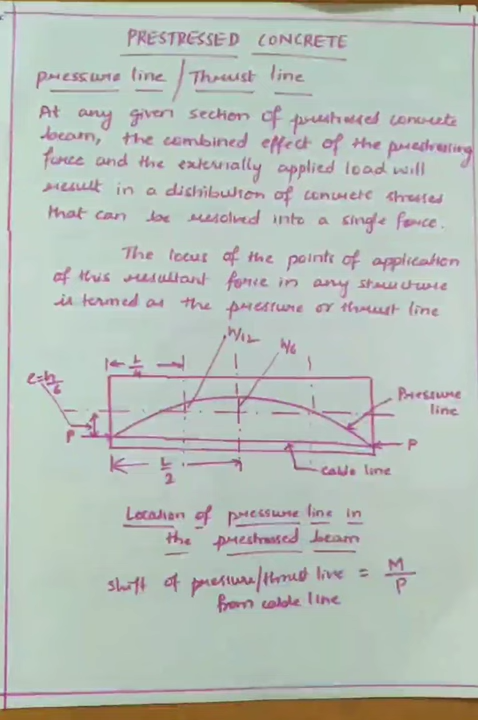 PRESTRESSED CONCRETE
pressure line / Thrust line
At any given section of prestressed concrete
beam, the combined effect of the prestressing
force and the externally applied load will
result in a distribution of concrete stresses
that can be resolved into a single force.
The locus of the points of application
of this resultant force in any structure
is termed as the pressure or thrust line
h/12
h/6
L/4
e=h/6
Pressure
line
P
P
L/2
cable line
Location of pressure line in
the prestressed beam
shift of pressure/thrust line = M/P
from cable line